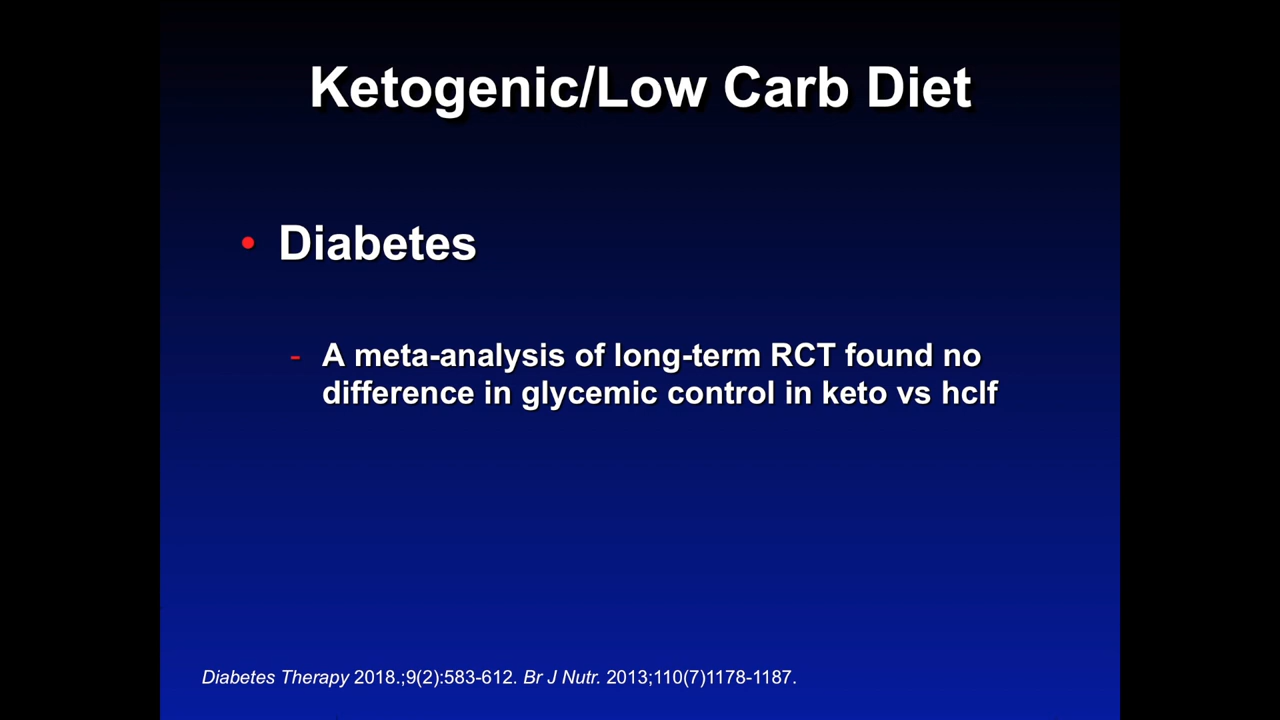 Ketogenic/Low Carb Diet
• Diabetes
- A meta-analysis of long-term RCT found no
difference in glycemic control in keto vs hclf
Diabetes Therapy 2018.;9(2):583-612. Br J Nutr. 2013;110(7)1178-1187.